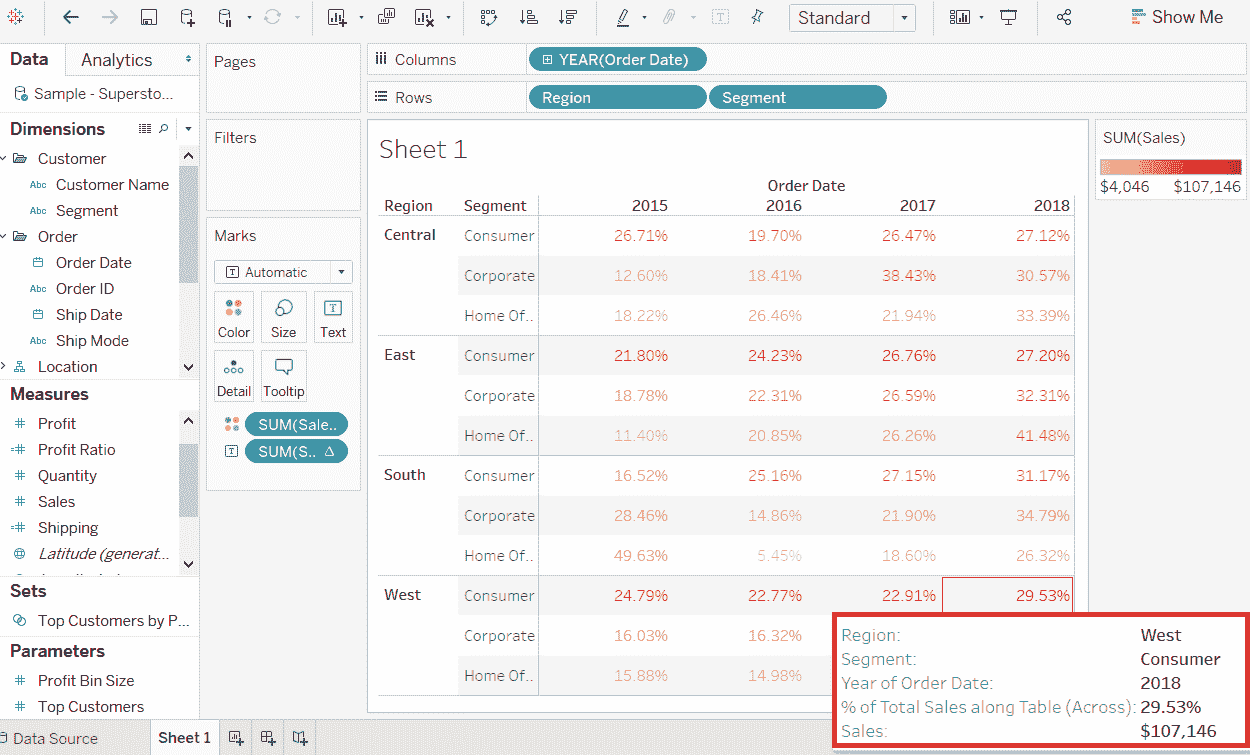 Standard
Show Me
Data
Analytics
Pages
Columns
YEAR(Order Date)
Sample - Supersto...
Rows
Region
Segment
Dimensions
Filters
Customer
Abc Customer Name
Abc Segment
Order
Order Date
Abc Order ID
Ship Date
Abc Ship Mode
Location
Measures
Profit
Profit Ratio
Quantity
Sales
Shipping
Latitude (generat...
Sets
Top Customers by P...
Parameters
Profit Bin Size
Top Customers
Marks
Automatic
Color Size Text
Detail Tooltip
SUM(Sale..
SUM(S.. Δ
Sheet 1
Order Date
Region Segment 2015 2016 2017 2018
Central Consumer 26.71% 19.70% 26.47% 27.12%
Corporate 12.60% 18.41% 38.43% 30.57%
Home Of.. 18.22% 26.46% 21.94% 33.39%
East Consumer 21.80% 24.23% 26.76% 27.20%
Corporate 18.78% 22.31% 26.59% 32.31%
Home Of.. 11.40% 20.85% 26.26% 41.48%
South Consumer 16.52% 25.16% 27.15% 31.17%
Corporate 28.46% 14.86% 21.90% 34.79%
Home Of.. 49.63% 5.45% 18.60% 26.32%
West Consumer 24.79% 22.77% 22.91% 29.53%
Corporate 16.03% 16.32%
Home Of.. 15.88% 14.98%
Region: West
Segment: Consumer
Year of Order Date: 2018
% of Total Sales along Table (Across): 29.53%
Sales: $107,146
SUM(Sales)
$4,046 $107,146
Data Source
Sheet 1